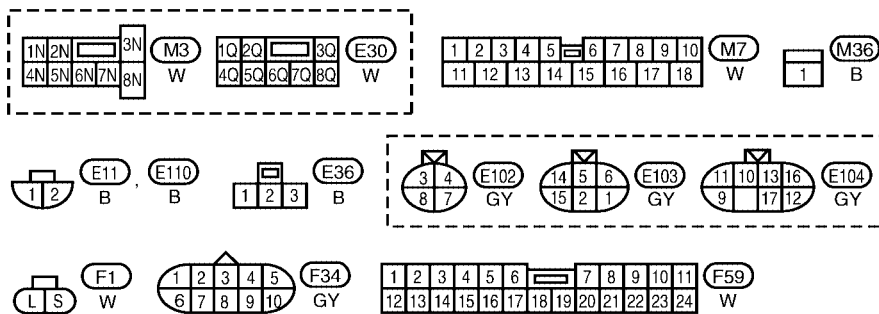 1N 2N 3N M3 1Q 2Q 3Q E30 1 2 3 4 5 6 7 8 9 10 M7 M36
4N 5N 6N 7N 8N W 4Q 5Q 6Q 7Q 8Q W 11 12 13 14 15 16 17 18 W 1 B
1 2 E11 , E110 1 2 3 E36 3 4 E102 14 5 6 E103 11 10 13 16 E104
B B B 8 7 GY 15 2 1 GY 9 17 12 GY
L S F1 1 2 3 4 5 F34 1 2 3 4 5 6 7 8 9 10 11 F59
W 6 7 8 9 10 GY 12 13 14 15 16 17 18 19 20 21 22 23 24 W